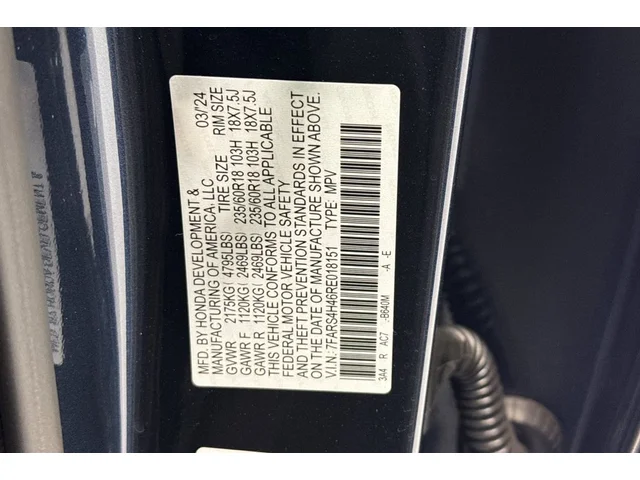 MFD. BY HONDA DEVELOPMENT & 03/'24
MANUFACTURING OF AMERICA, LLC
TIRE SIZE RIM SIZE
GVWR 2175KG (4795LBS)
GAWR F 1120KG (2469LBS) 235/60R18 103H 18X7.5J
GAWR R 1120KG (2469LBS) 235/60R18 103H 18X7.5J
THIS VEHICLE CONFORMS TO ALL APPLICABLE
FEDERAL MOTOR VEHICLE SAFETY
AND THEFT PREVENTION STANDARDS IN EFFECT
ON THE DATE OF MANUFACTURE SHOWN ABOVE.
V.I.N: 7FARS4H46RE018151 TYPE: MPV
3A4 R AC7 -B640M -A -E